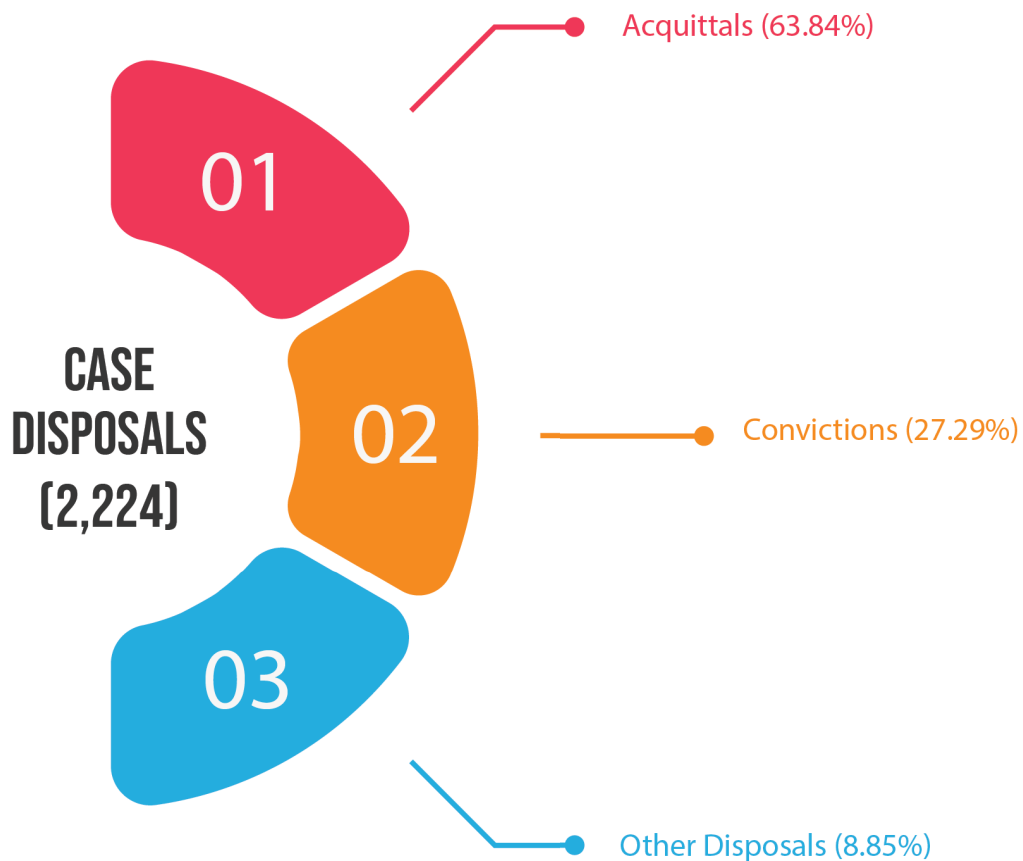 Acquittals (63.84%)
01
CASE
DISPOSALS
(2,224)
02
Convictions (27.29%)
03
Other Disposals (8.85%)